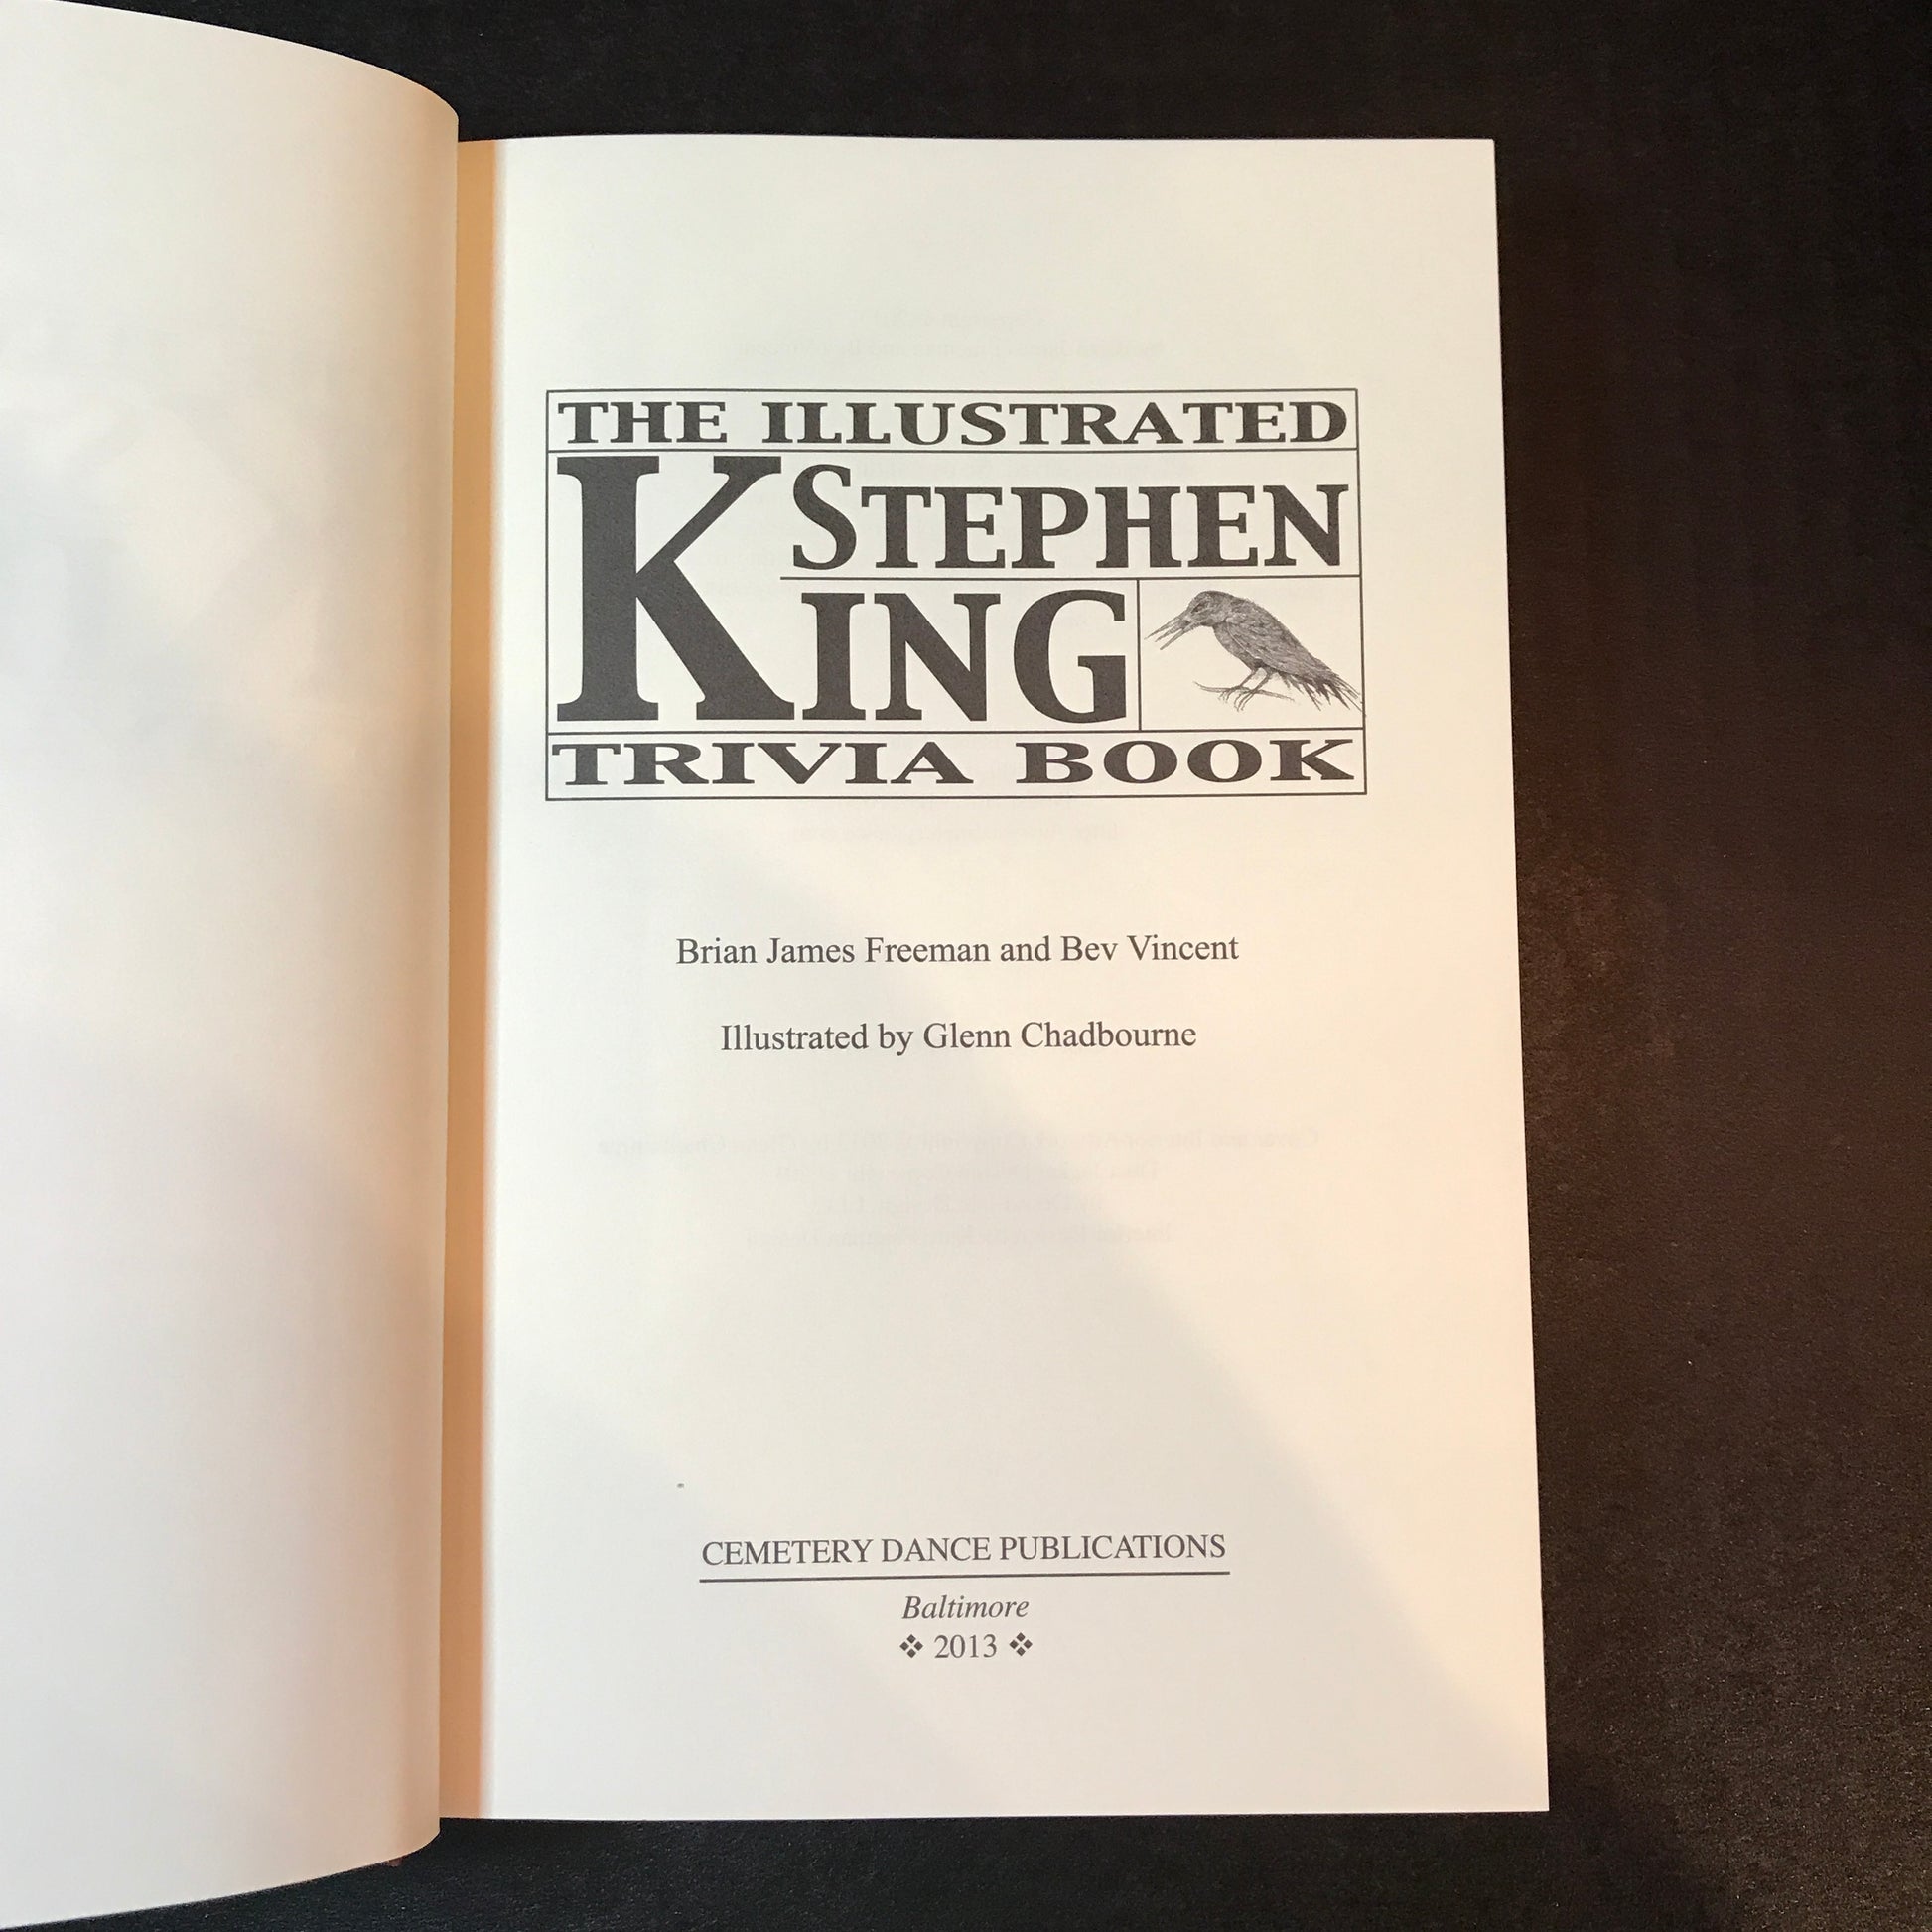 THE ILLUSTRATED
STEPHEN
KING
TRIVIA BOOK
Brian James Freeman and Bev Vincent
Illustrated by Glenn Chadbourne
CEMETERY DANCE PUBLICATIONS
Baltimore
❖ 2013 ❖